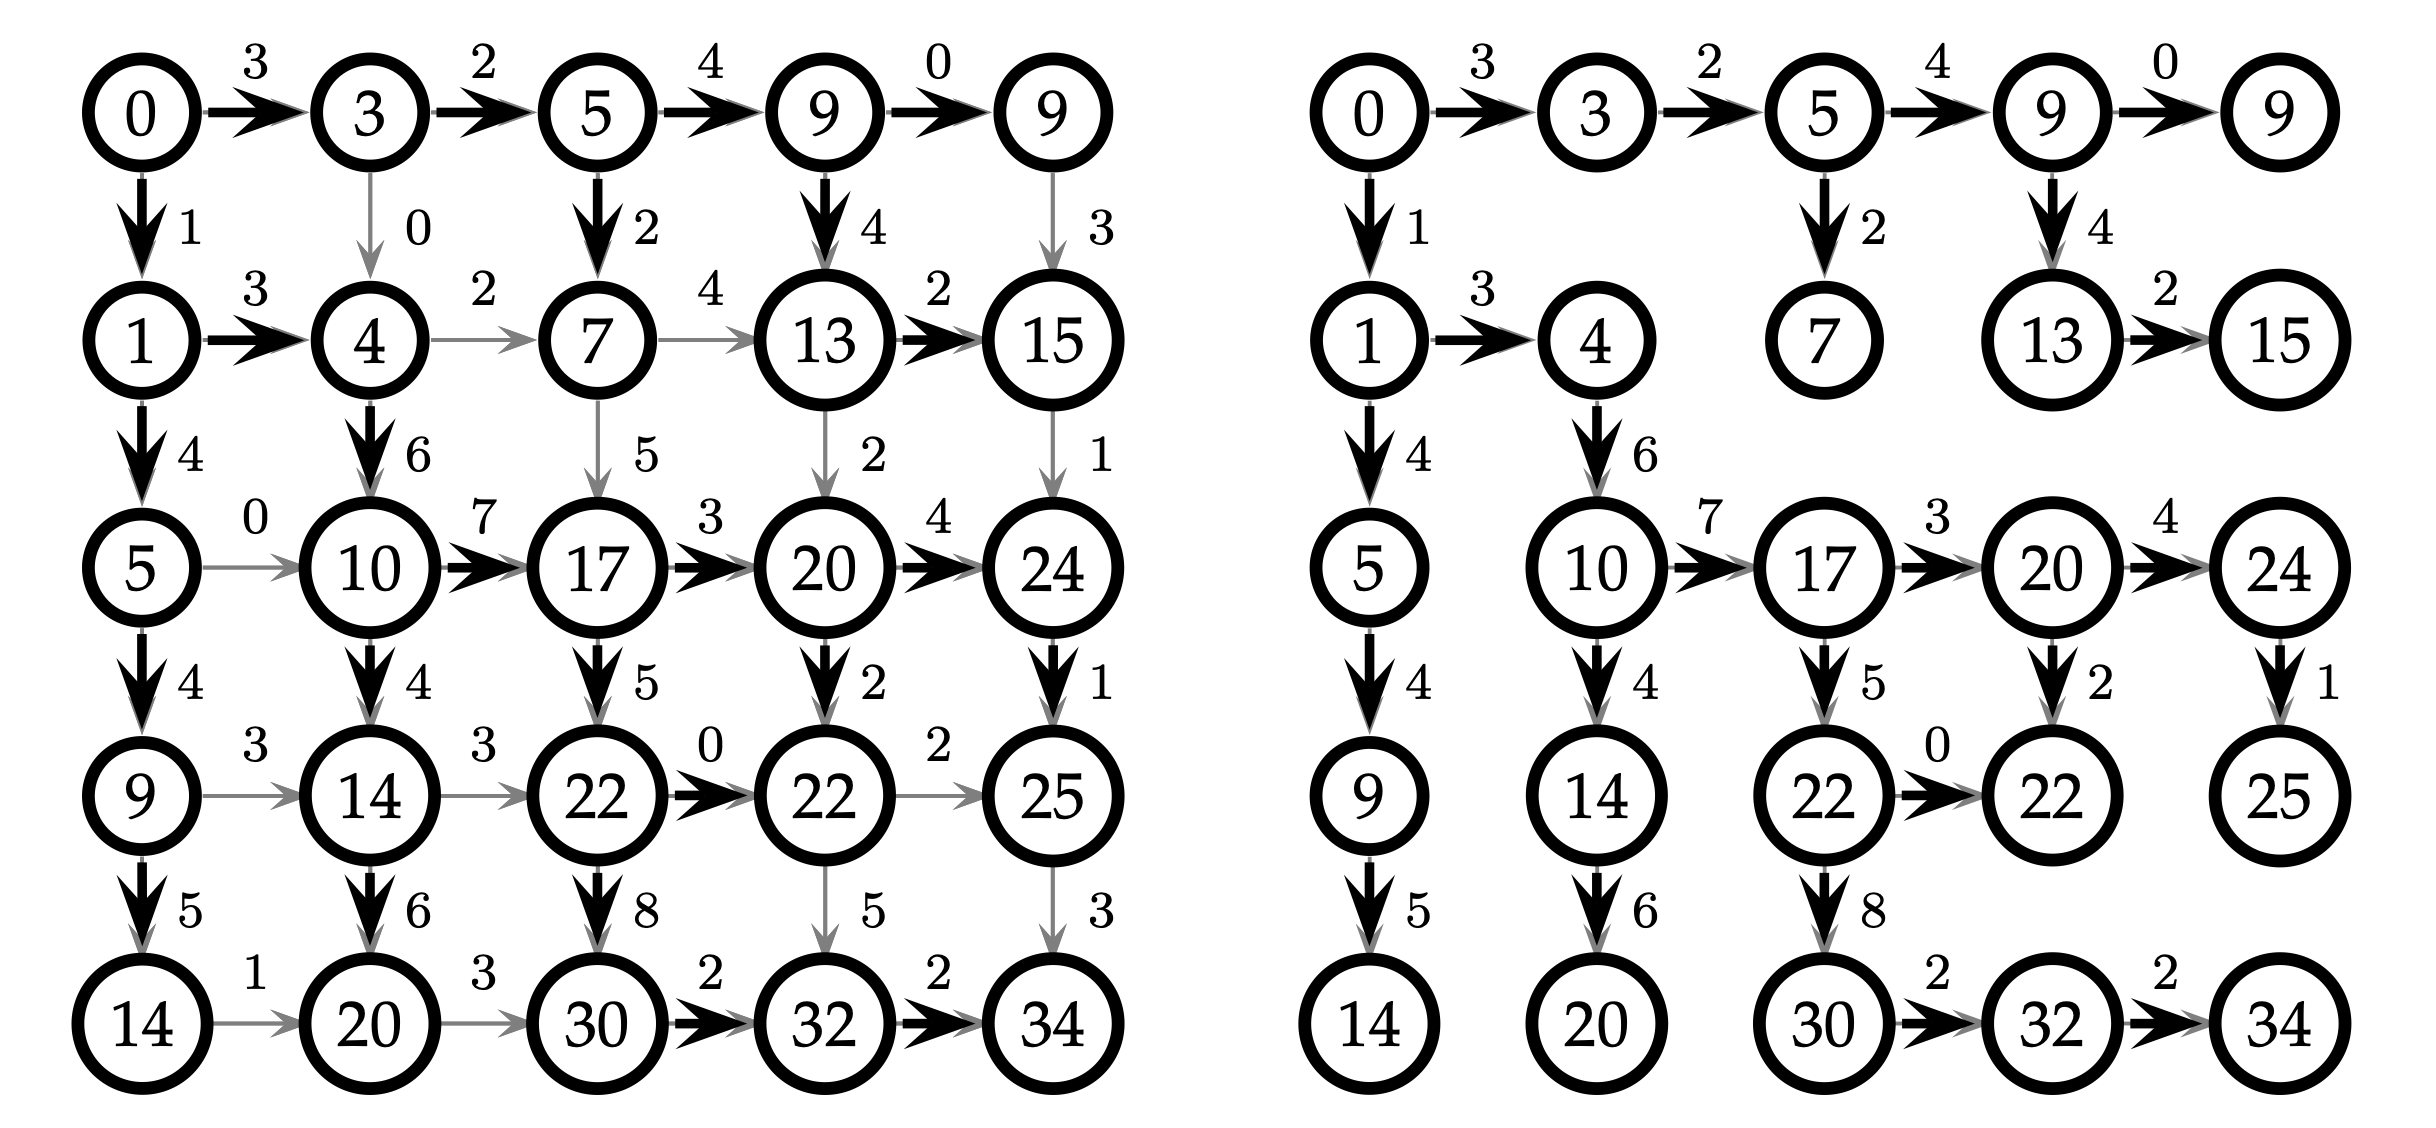 3 2 4 0 3 2 4 0
0 3 5 9 9 0 3 5 9 9
1 0 2 4 3 1 2 4
3 2 4 2 3 2
1 4 7 13 15 1 4 7 13 15
4 6 5 2 1 4 6
0 7 3 4 7 3 4
5 10 17 20 24 5 10 17 20 24
4 4 5 2 1 4 4 5 2 1
3 3 0 2 0
9 14 22 22 25 9 14 22 22 25
5 6 8 5 3 5 6 8
1 3 2 2 2 2
14 20 30 32 34 14 20 30 32 34